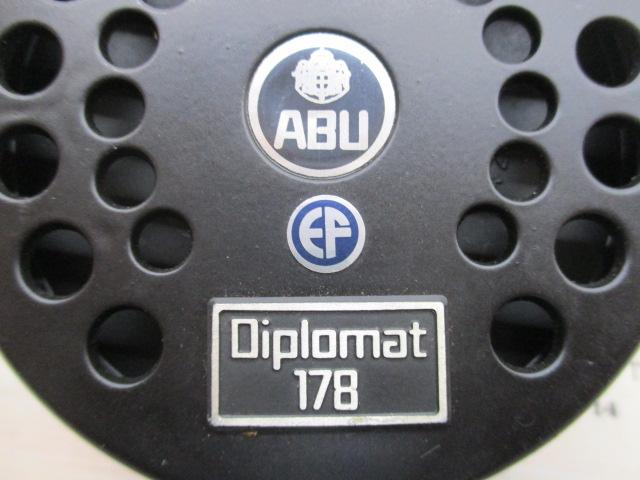 ABU
EF
Diplomat
178